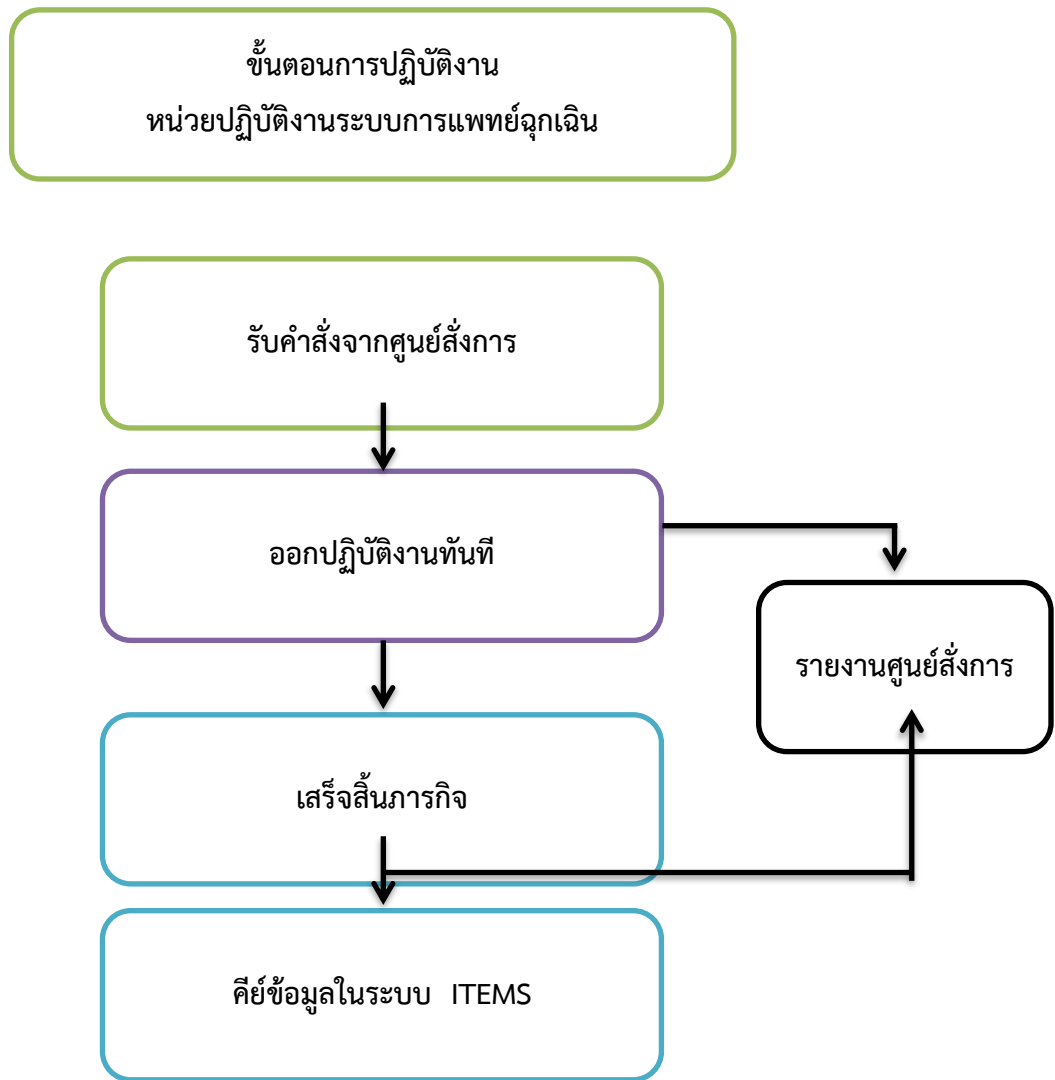 ขั้นตอนการปฏิบัติงาน
หน่วยปฏิบัติงานระบบการแพทย์ฉุกเฉิน
รับคำสั่งจากศูนย์สั่งการ
ออกปฏิบัติงานทันที
รายงานศูนย์สั่งการ
เสร็จสิ้นภารกิจ
คีย์ข้อมูลในระบบ ITEMS